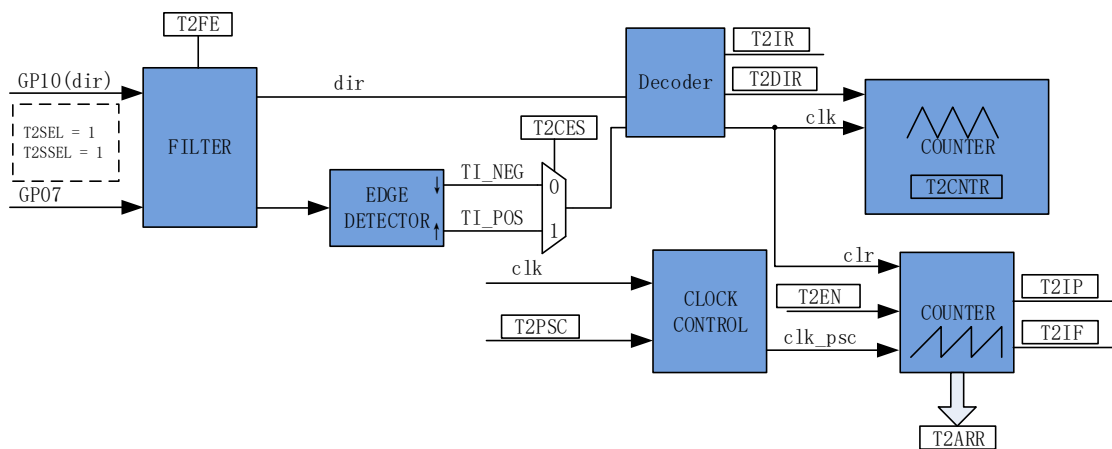 T2FE
GP10(dir)
T2SEL = 1
T2SSEL = 1
GP07
FILTER
dir
EDGE
DETECTOR
TI_NEG
TI_POS
T2CES
0
1
Decoder
T2IR
T2DIR
clk
COUNTER
T2CNTR
clk
T2PSC
CLOCK
CONTROL
clr
T2EN
clk_psc
COUNTER
T2IP
T2IF
T2ARR